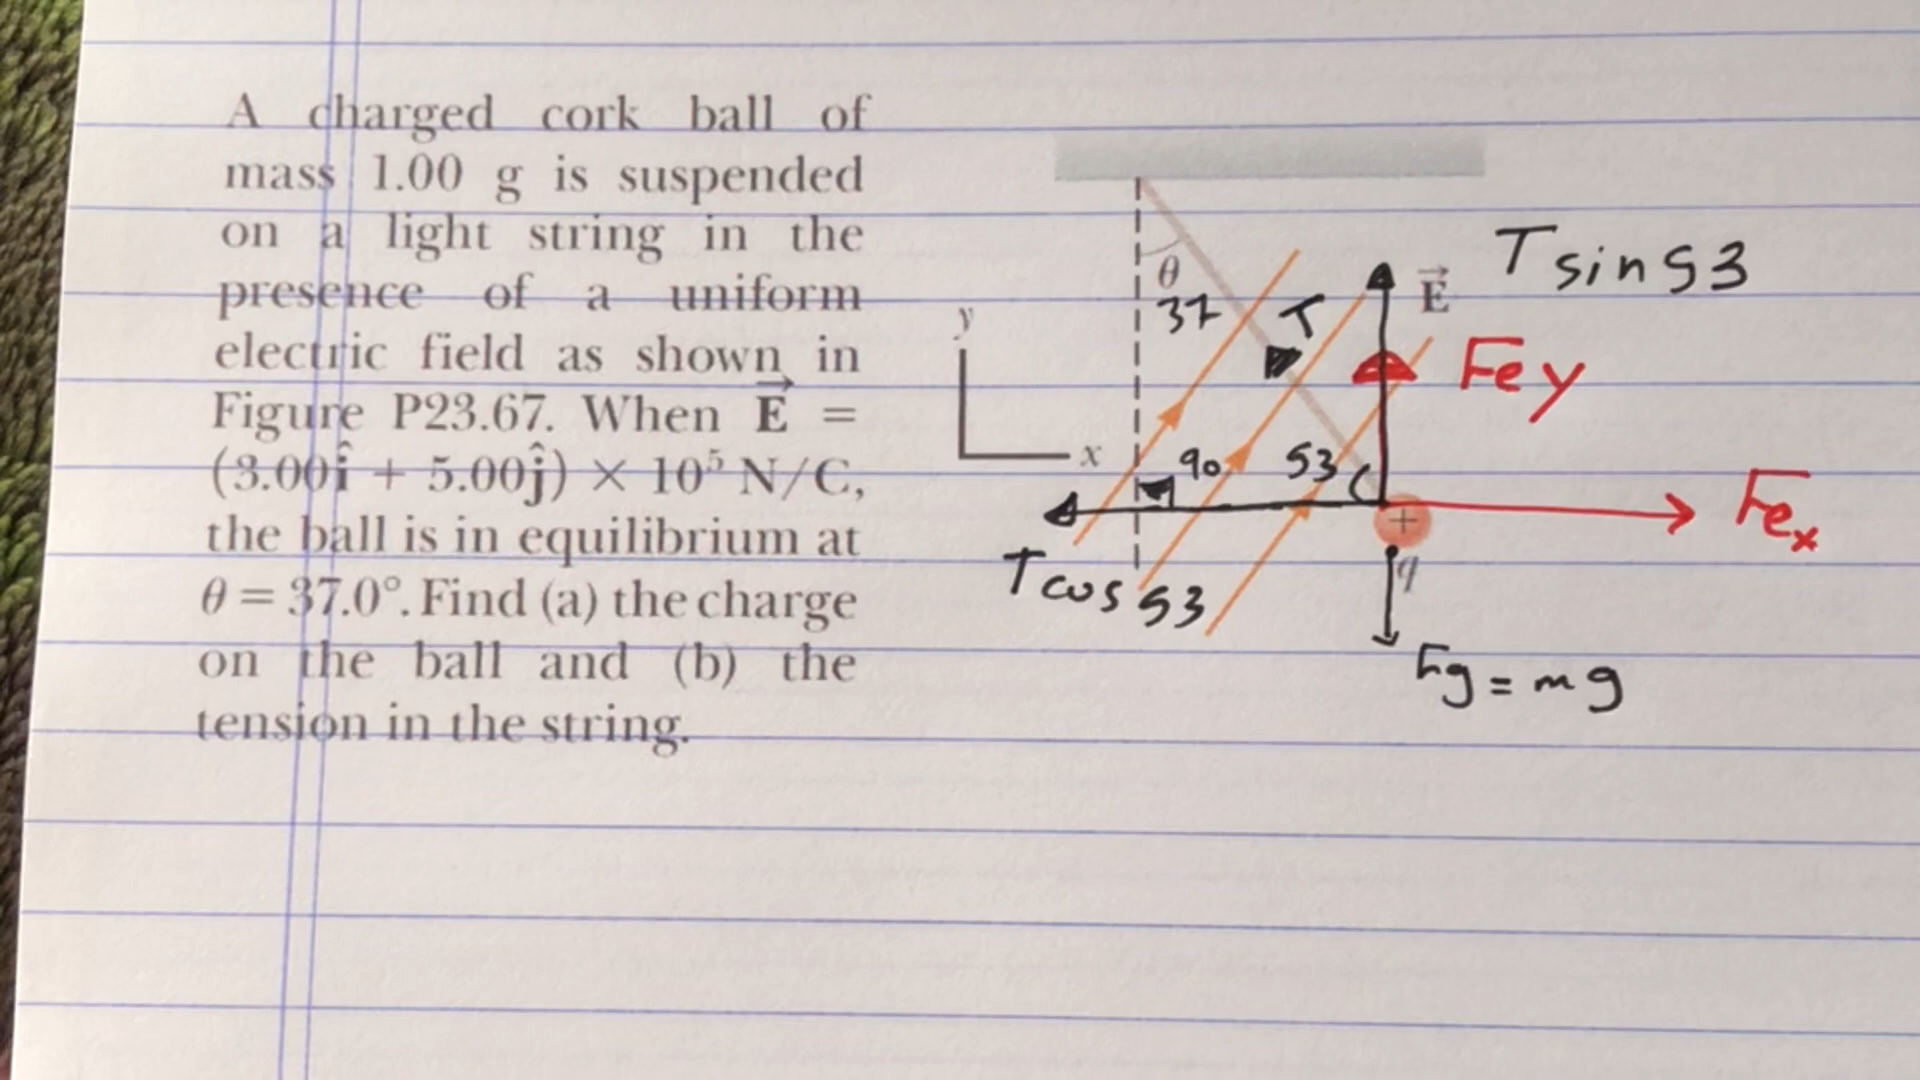 A charged cork ball of
mass 1.00 g is suspended
on a light string in the
presence of a uniform
electric field as shown in
Figure P23.67. When E⃗ =
(3.00î + 5.00ĵ) × 10⁵ N/C,
the ball is in equilibrium at
θ = 37.0°. Find (a) the charge
on the ball and (b) the
tension in the string.
T sin 53
θ
E⃗
37
T
y
Fey
x
90
53
Fex
+
T cos 53
q
Fg = mg